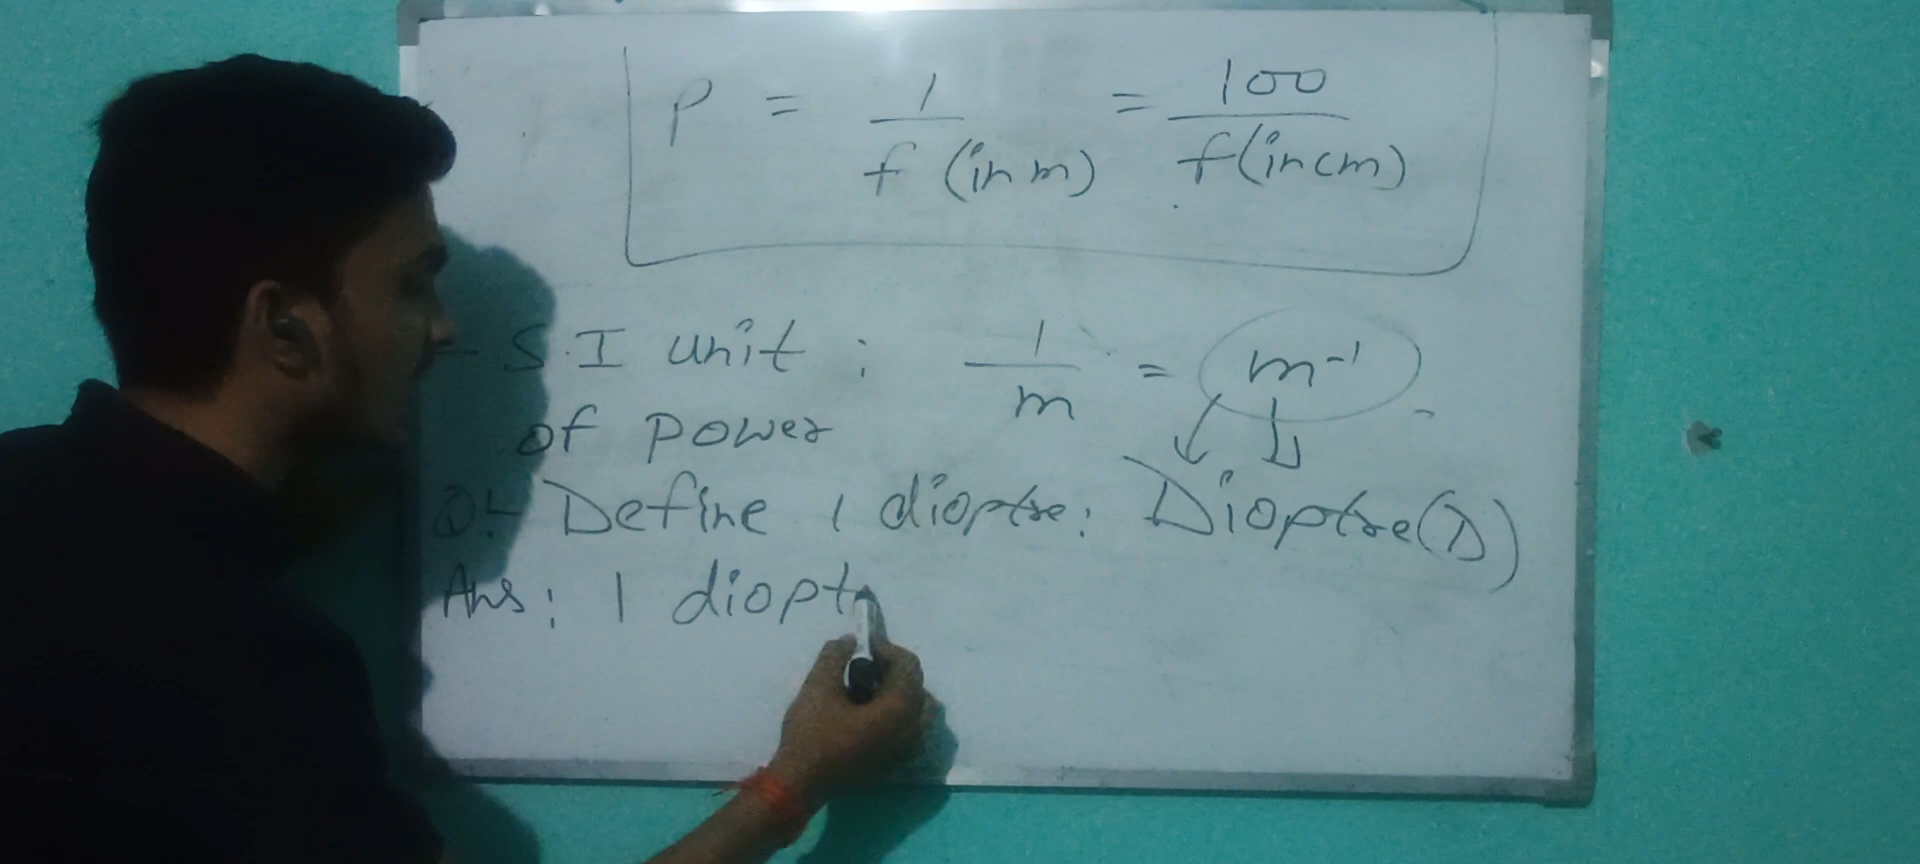 P = 1/f (in m) = 100/f (in cm)
- S.I unit : 1/m = m⁻¹
of power
Q:- Define 1 dioptre: Dioptre(D)
Ans: 1 diopt